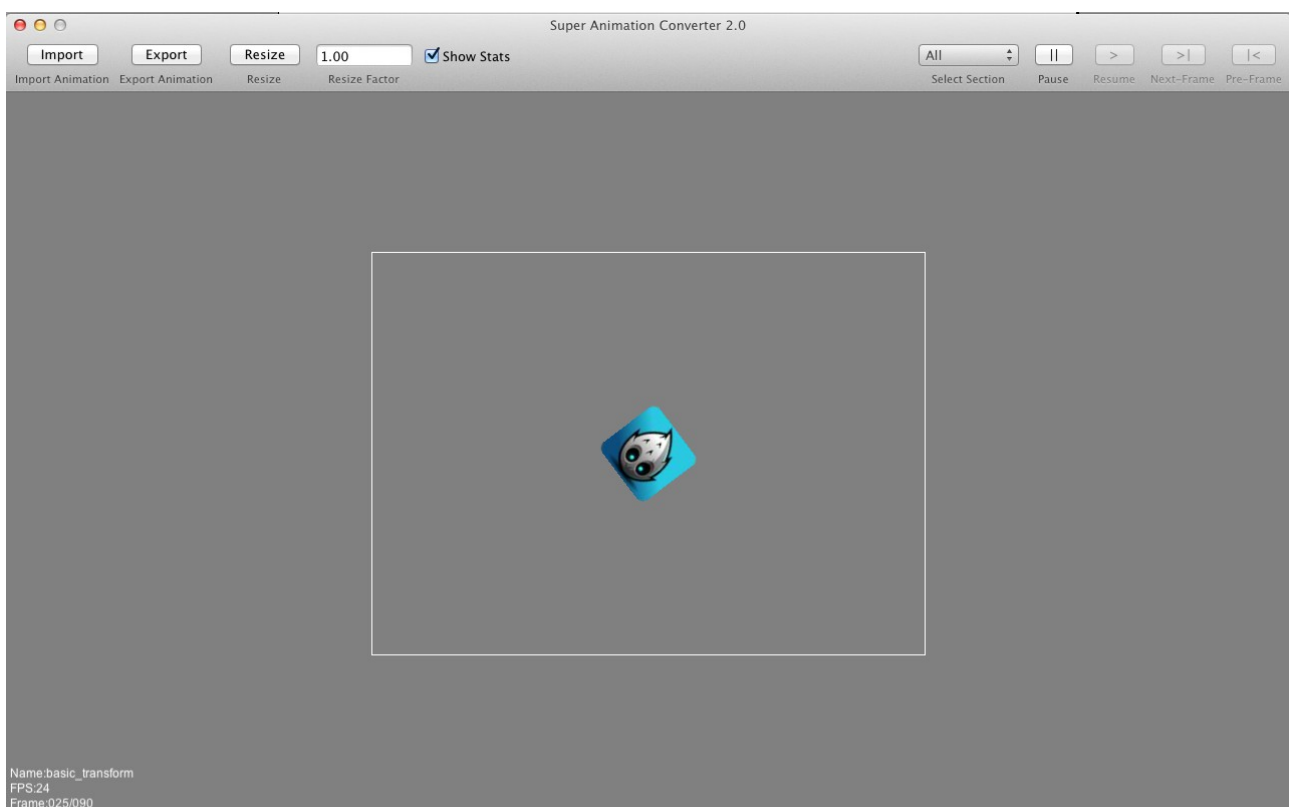 Super Animation Converter 2.0
Import Export Resize 1.00 Show Stats All || > >| |<
Import Animation Export Animation Resize Resize Factor Select Section Pause Resume Next-Frame Pre-Frame
Name:basic_transform
FPS:24
Frame:025/090